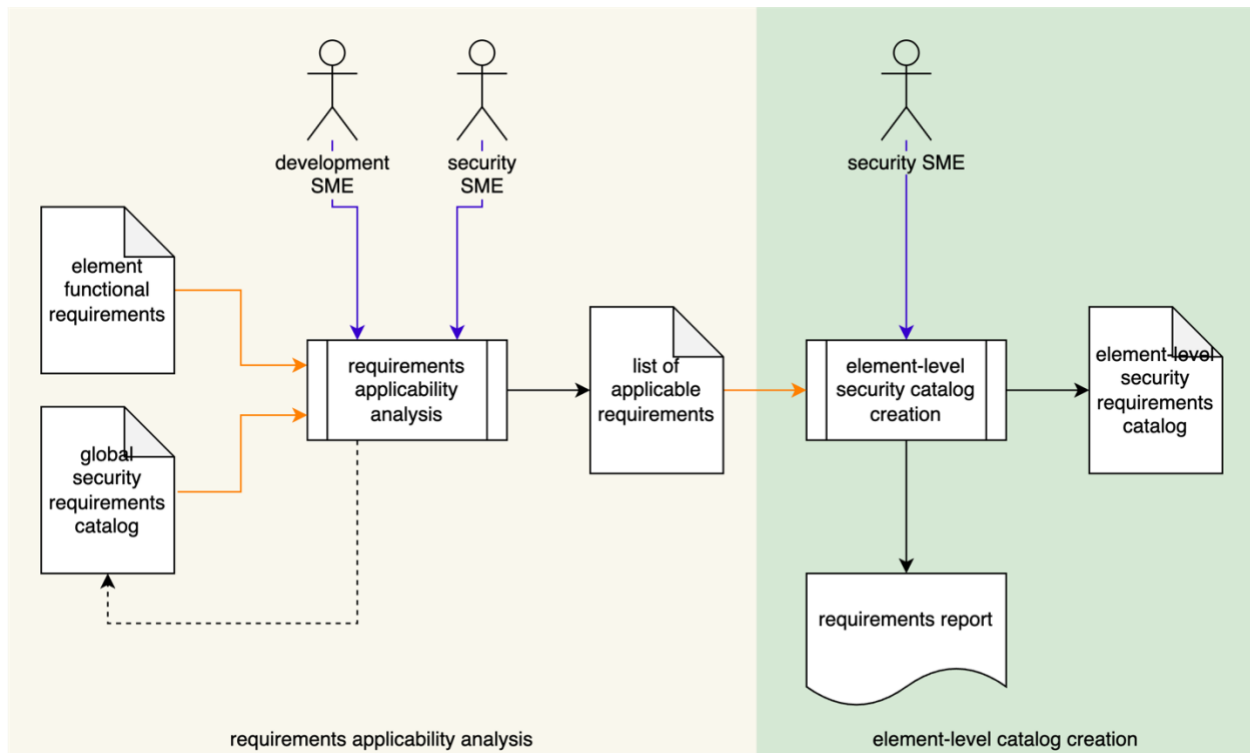 development
SME
security
SME
security SME
element
functional
requirements
global
security
requirements
catalog
requirements
applicability
analysis
list of
applicable
requirements
element-level
security catalog
creation
element-level
security
requirements
catalog
requirements report
requirements applicability analysis
element-level catalog creation